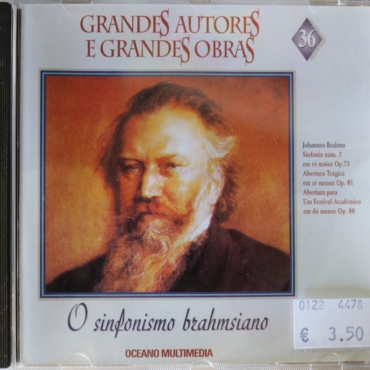 GRANDES AUTORES
E GRANDES OBRAS
36
Johannes Brahms
Sinfonia núm. 2
em ré maior Op.73
Abertura Trágica
em ré menor Op. 81
Abertura para
Um Festival Académico
em dó menor Op. 80
O sinfonismo brahmsiano
OCEANO MULTIMEDIA
0122 4478
€ 3.50